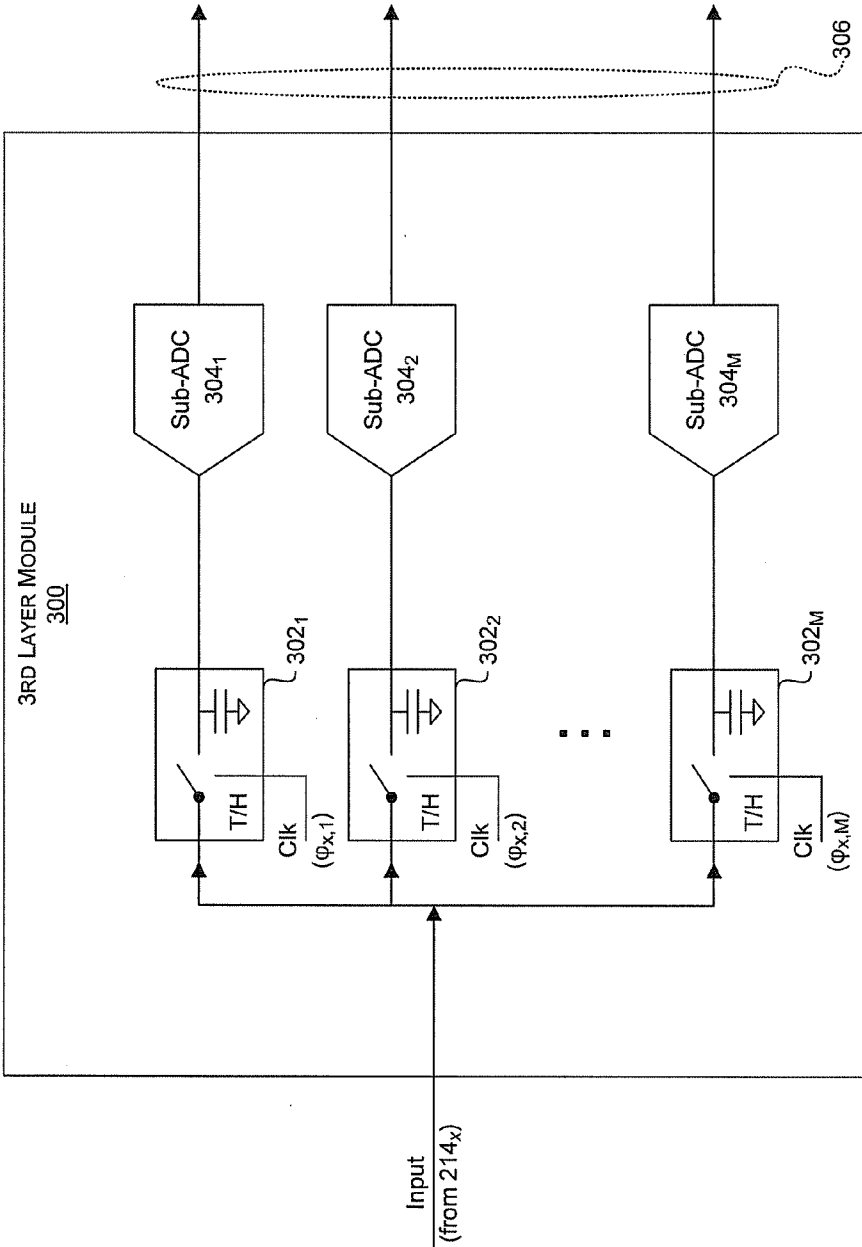 3RD LAYER MODULE
300
Input
(from 214x)
T/H
Clk
(φx,1)
3021
Sub-ADC
3041
T/H
Clk
(φx,2)
3022
Sub-ADC
3042
T/H
Clk
(φx,M)
302M
Sub-ADC
304M
306